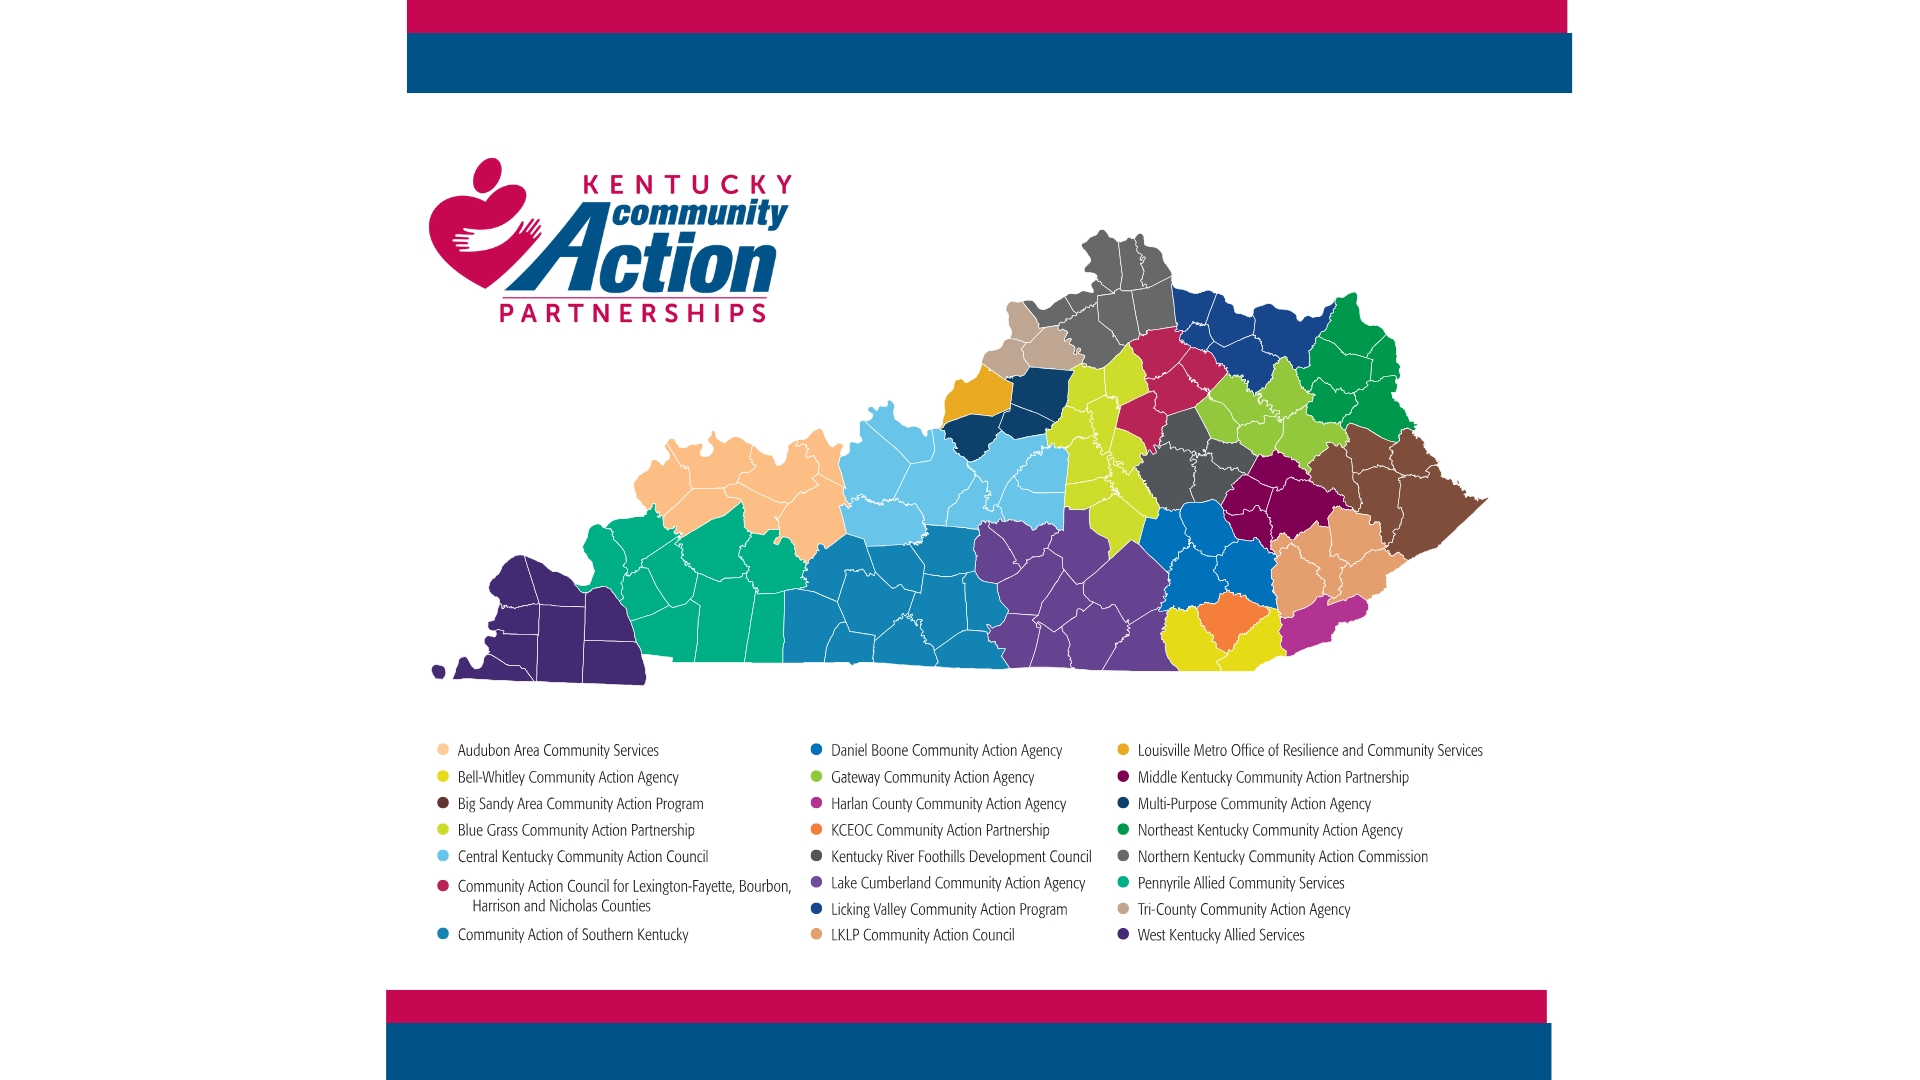 KENTUCKY
community
Action
PARTNERSHIPS
Audubon Area Community Services
Bell-Whitley Community Action Agency
Big Sandy Area Community Action Program
Blue Grass Community Action Partnership
Central Kentucky Community Action Council
Community Action Council for Lexington-Fayette, Bourbon,
Harrison and Nicholas Counties
Community Action of Southern Kentucky
Daniel Boone Community Action Agency
Gateway Community Action Agency
Harlan County Community Action Agency
KCEOC Community Action Partnership
Kentucky River Foothills Development Council
Lake Cumberland Community Action Agency
Licking Valley Community Action Program
LKLP Community Action Council
Louisville Metro Office of Resilience and Community Services
Middle Kentucky Community Action Partnership
Multi-Purpose Community Action Agency
Northeast Kentucky Community Action Agency
Northern Kentucky Community Action Commission
Pennyrile Allied Community Services
Tri-County Community Action Agency
West Kentucky Allied Services